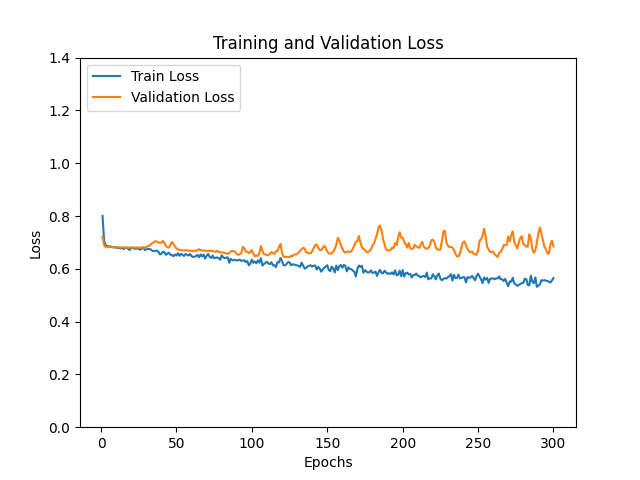 Training and Validation Loss
Train Loss
Validation Loss
Loss
1.4
1.2
1.0
0.8
0.6
0.4
0.2
0.0
0 50 100 150 200 250 300
Epochs